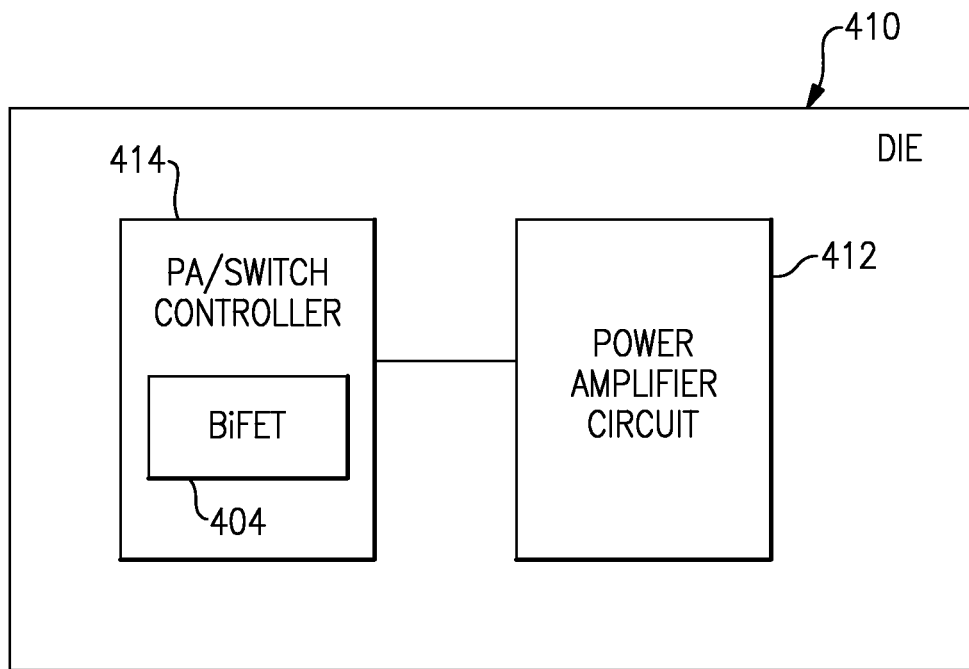 410
DIE
414
PA/SWITCH
CONTROLLER
BiFET
404
412
POWER
AMPLIFIER
CIRCUIT